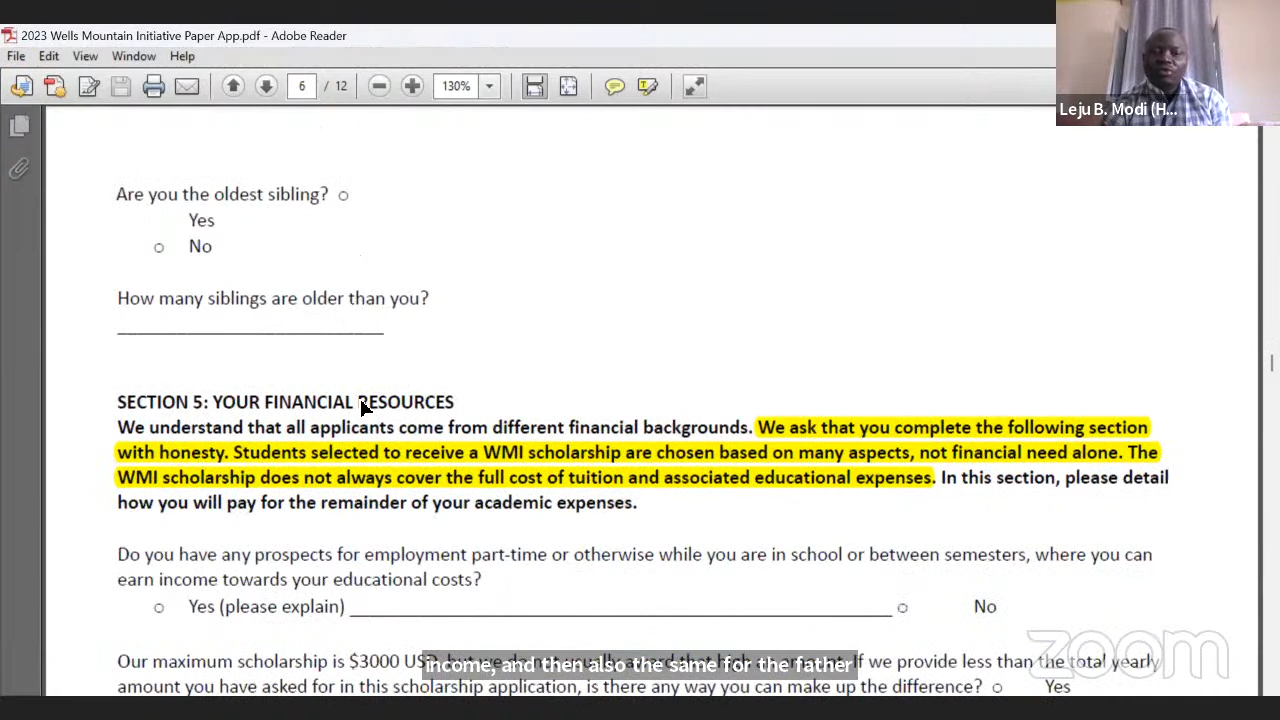 2023 Wells Mountain Initiative Paper App.pdf - Adobe Reader
File Edit View Window Help
6 / 12 130%
Leju B. Modi (H...
Are you the oldest sibling? ○
Yes
○ No
How many siblings are older than you?
SECTION 5: YOUR FINANCIAL RESOURCES
We understand that all applicants come from different financial backgrounds. We ask that you complete the following section
with honesty. Students selected to receive a WMI scholarship are chosen based on many aspects, not financial need alone. The
WMI scholarship does not always cover the full cost of tuition and associated educational expenses. In this section, please detail
how you will pay for the remainder of your academic expenses.
Do you have any prospects for employment part-time or otherwise while you are in school or between semesters, where you can
earn income towards your educational costs?
○ Yes (please explain) ○ No
Our maximum scholarship is $3000 USD If we provide less than the total yearly
income, and then also the same for the father
amount you have asked for in this scholarship application, is there any way you can make up the difference? ○ Yes
zoom